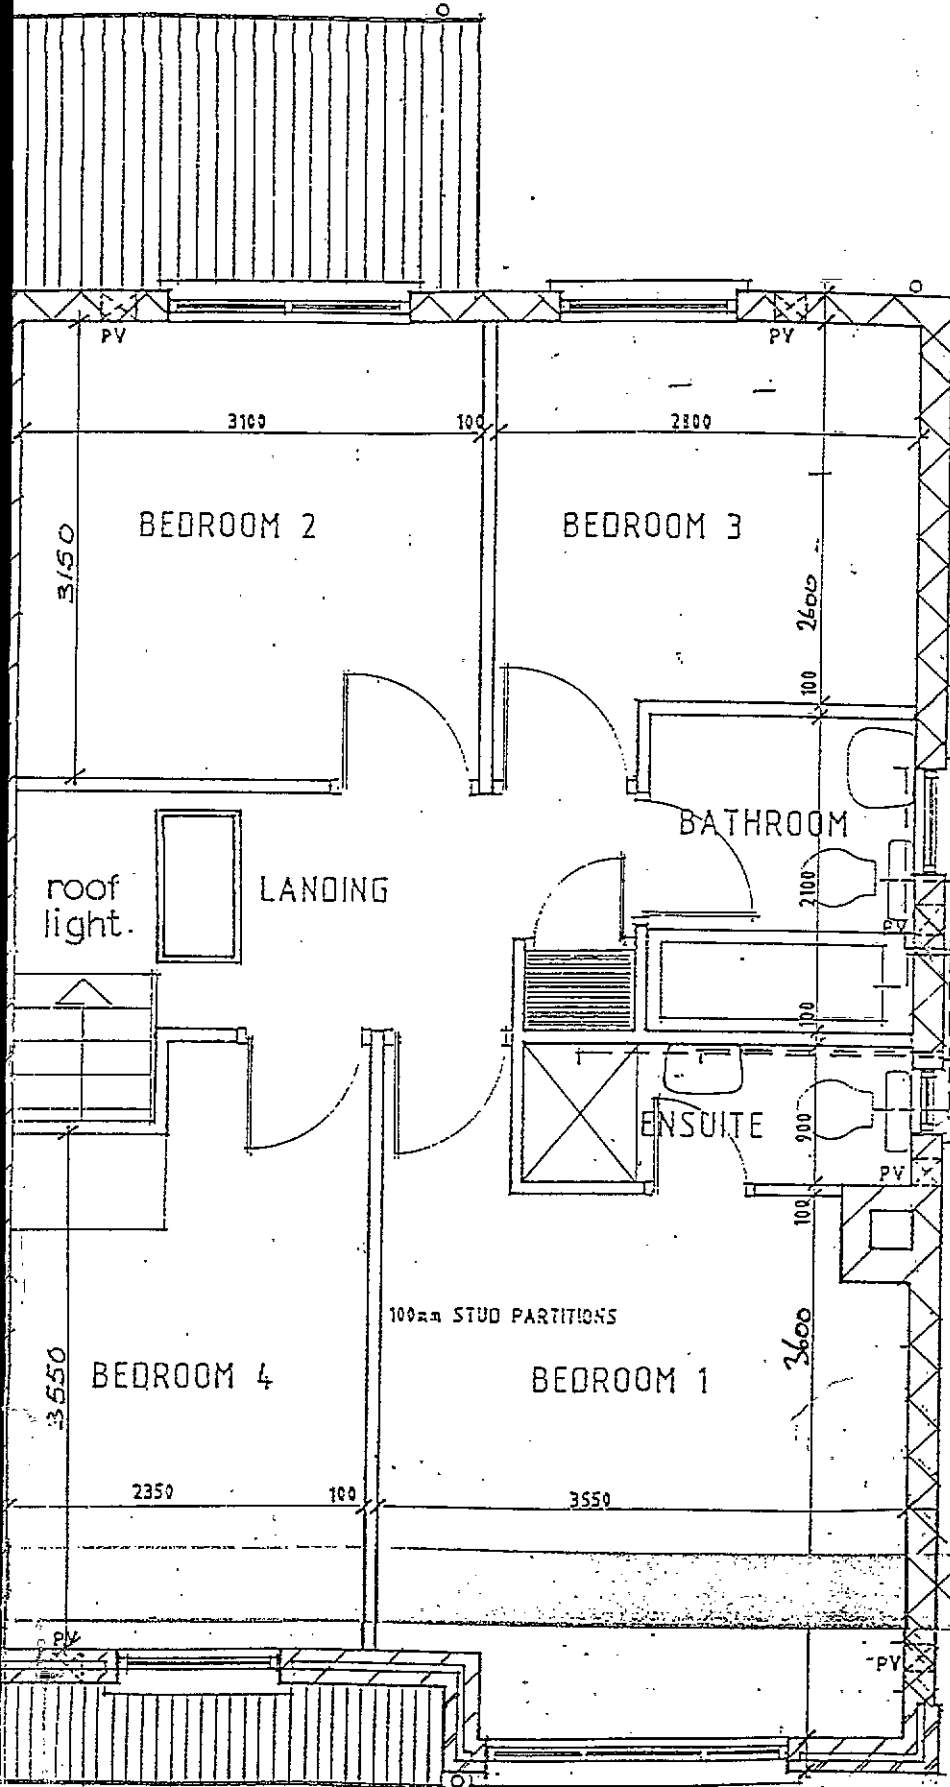 PV
PV
3100
100
2800
BEDROOM 2
BEDROOM 3
3150
2600
100
BATHROOM
roof
light.
LANDING
2100
PV
100
ENSUITE
900
PV
100
100mm STUD PARTITIONS
3600
BEDROOM 4
BEDROOM 1
3550
2350
100
3550
PV
PV